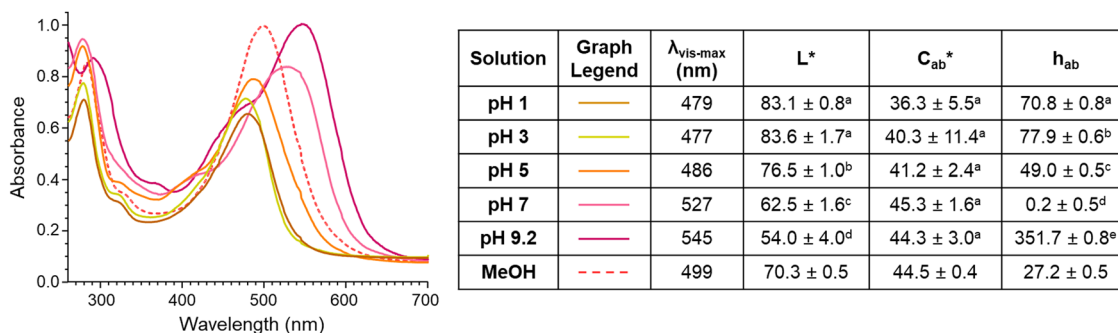 1.0
0.8
0.6
0.4
0.2
0.0
Absorbance
300 400 500 600 700
Wavelength (nm)
Solution Graph Legend λvis-max (nm) L* Cab* hab
pH 1 479 83.1 ± 0.8ᵃ 36.3 ± 5.5ᵃ 70.8 ± 0.8ᵃ
pH 3 477 83.6 ± 1.7ᵃ 40.3 ± 11.4ᵃ 77.9 ± 0.6ᵇ
pH 5 486 76.5 ± 1.0ᵇ 41.2 ± 2.4ᵃ 49.0 ± 0.5ᶜ
pH 7 527 62.5 ± 1.6ᶜ 45.3 ± 1.6ᵃ 0.2 ± 0.5ᵈ
pH 9.2 545 54.0 ± 4.0ᵈ 44.3 ± 3.0ᵃ 351.7 ± 0.8ᵉ
MeOH 499 70.3 ± 0.5 44.5 ± 0.4 27.2 ± 0.5